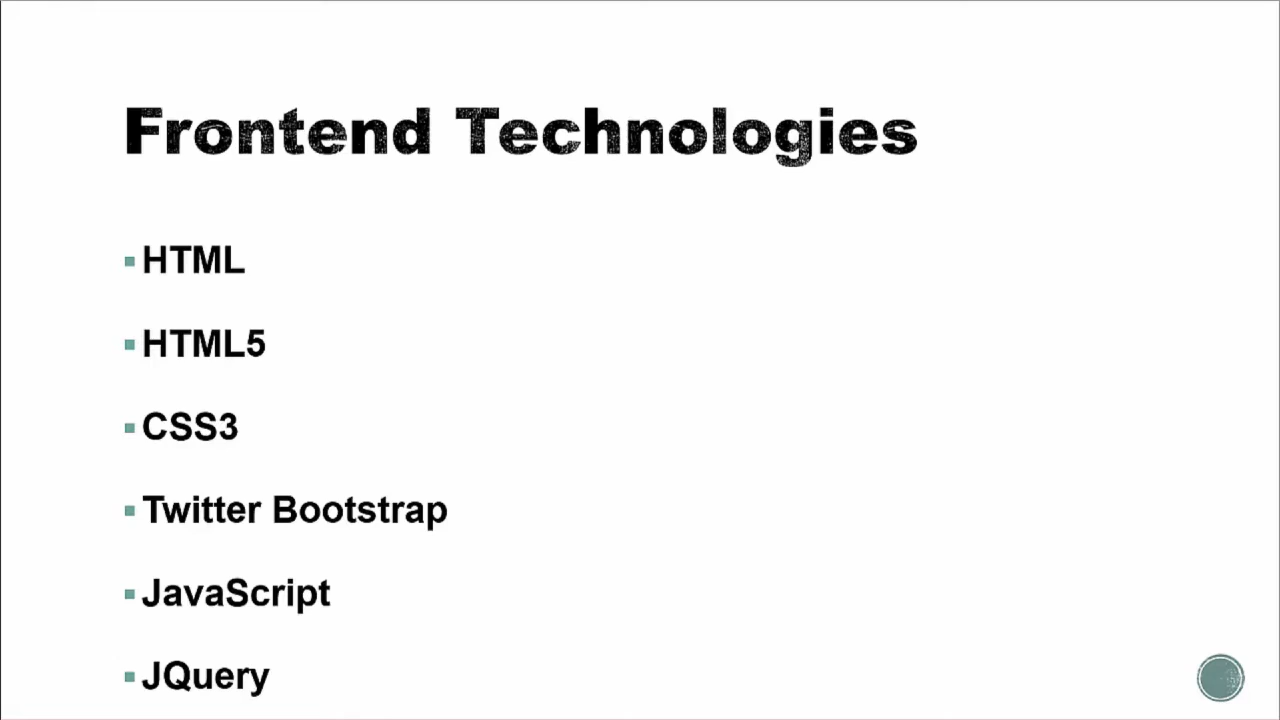 Frontend Technologies
HTML
HTML5
CSS3
Twitter Bootstrap
JavaScript
JQuery